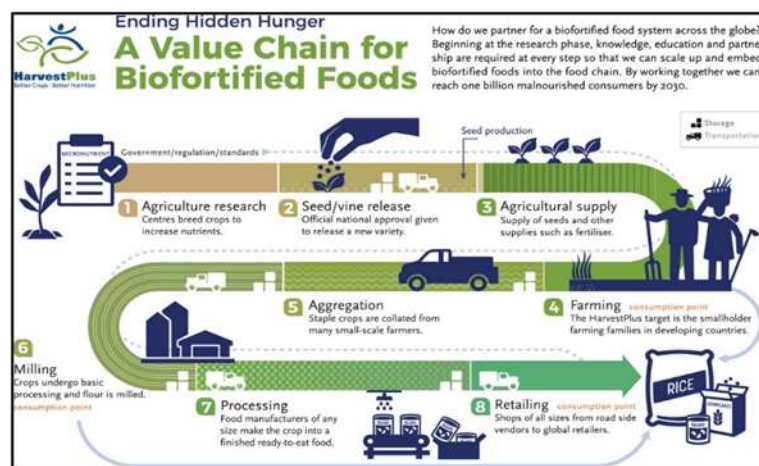 Ending Hidden Hunger
A Value Chain for
Biofortified Foods
HarvestPlus
Better Crops · Better Nutrition
How do we partner for a biofortified food system across the globe?
Beginning at the research phase, knowledge, education and partner
ship are required at every step so that we can scale up and embed
biofortified foods into the food chain. By working together we can
reach one billion malnourished consumers by 2030.
Storage
Transportation
MICRONUTRIENT
Government/regulation/standards
Seed production
1 Agriculture research
Centres breed crops to
increase nutrients.
2 Seed/vine release
Official national approval given
to release a new variety.
3 Agricultural supply
Supply of seeds and other
supplies such as fertiliser.
4 Farming consumption point
The HarvestPlus target is the smallholder
farming families in developing countries.
5 Aggregation
Staple crops are collated from
many small-scale farmers.
6
Milling
Crops undergo basic
processing and flour is milled.
consumption point
7 Processing
Food manufacturers of any
size make the crop into a
finished ready-to-eat food.
8 Retailing consumption point
Shops of all sizes from road side
vendors to global retailers.
RICE